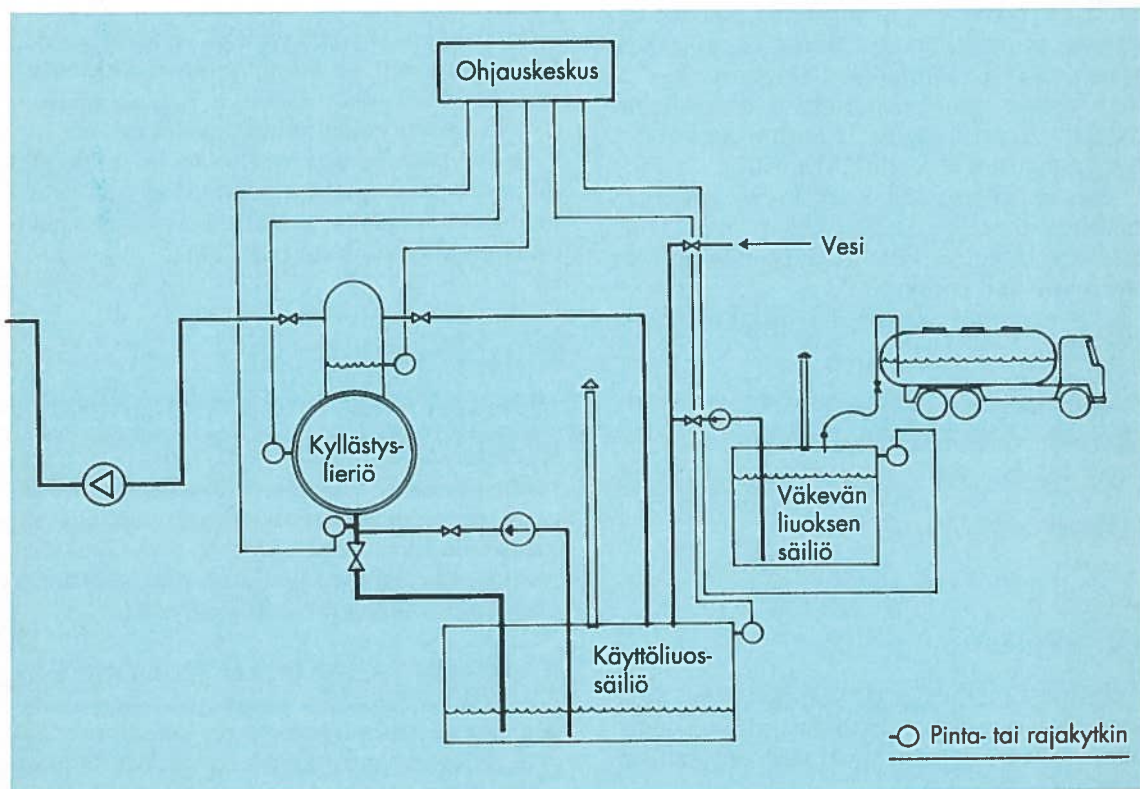 Ohjauskeskus
Vesi
Kyllästys-
lieriö
Väkevän
liuoksen
säiliö
Käyttöliuos-
säiliö
Pinta- tai rajakytkin